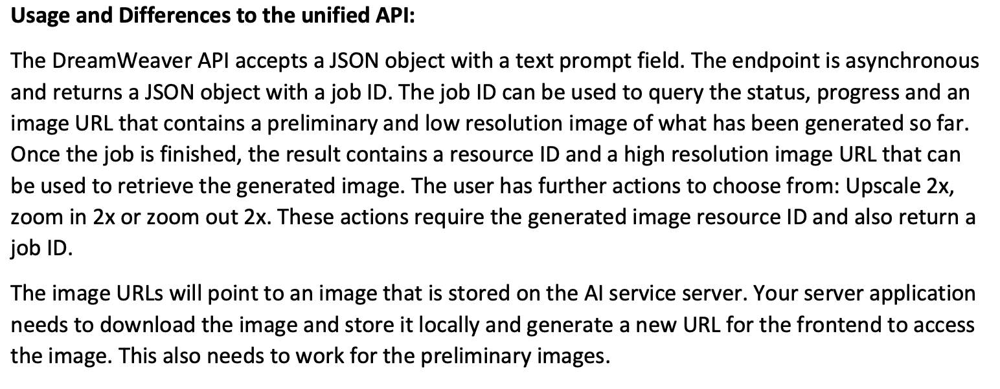 Usage and Differences to the unified API:
The DreamWeaver API accepts a JSON object with a text prompt field. The endpoint is asynchronous
and returns a JSON object with a job ID. The job ID can be used to query the status, progress and an
image URL that contains a preliminary and low resolution image of what has been generated so far.
Once the job is finished, the result contains a resource ID and a high resolution image URL that can
be used to retrieve the generated image. The user has further actions to choose from: Upscale 2x,
zoom in 2x or zoom out 2x. These actions require the generated image resource ID and also return a
job ID.
The image URLs will point to an image that is stored on the AI service server. Your server application
needs to download the image and store it locally and generate a new URL for the frontend to access
the image. This also needs to work for the preliminary images.